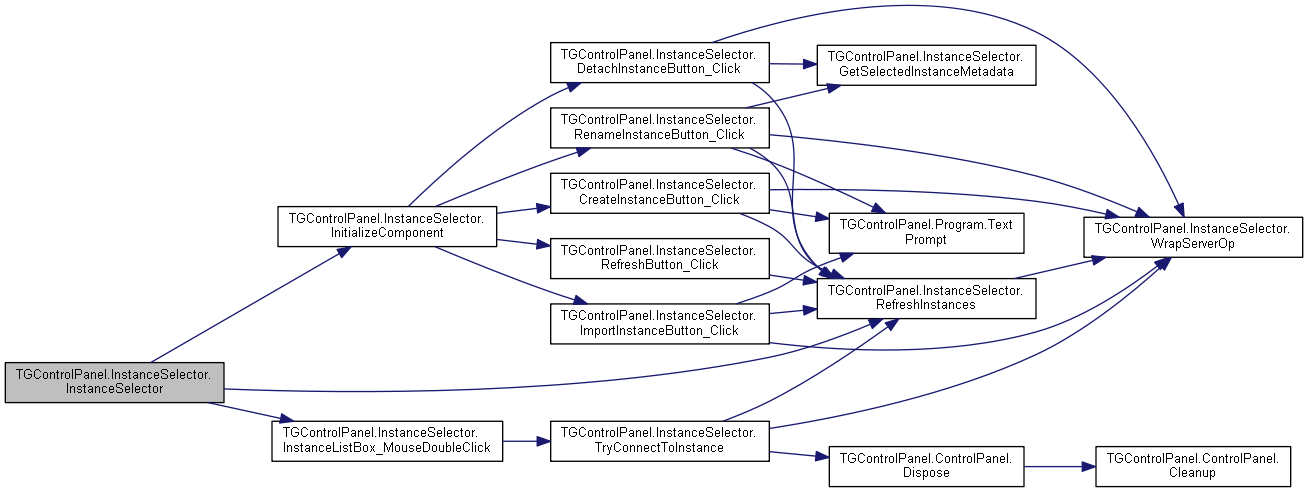 TGControlPanel.InstanceSelector.
DetachInstanceButton_Click
TGControlPanel.InstanceSelector.
GetSelectedInstanceMetadata
TGControlPanel.InstanceSelector.
RenameInstanceButton_Click
TGControlPanel.InstanceSelector.
CreateInstanceButton_Click
TGControlPanel.InstanceSelector.
InitializeComponent
TGControlPanel.Program.Text
Prompt
TGControlPanel.InstanceSelector.
WrapServerOp
TGControlPanel.InstanceSelector.
RefreshButton_Click
TGControlPanel.InstanceSelector.
RefreshInstances
TGControlPanel.InstanceSelector.
ImportInstanceButton_Click
TGControlPanel.InstanceSelector.
InstanceSelector
TGControlPanel.InstanceSelector.
InstanceListBox_MouseDoubleClick
TGControlPanel.InstanceSelector.
TryConnectToInstance
TGControlPanel.ControlPanel.
Dispose
TGControlPanel.ControlPanel.
Cleanup